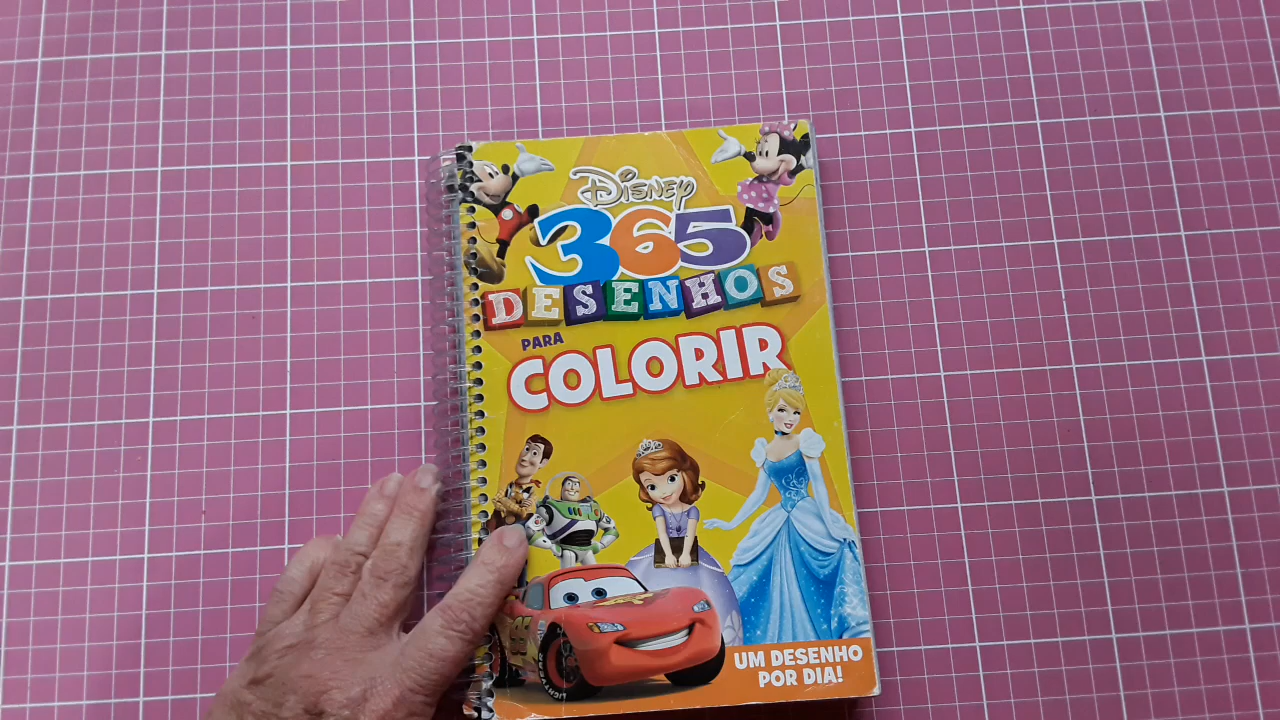 Disney
365
DESENHOS
PARA
COLORIR
UM DESENHO
POR DIA!